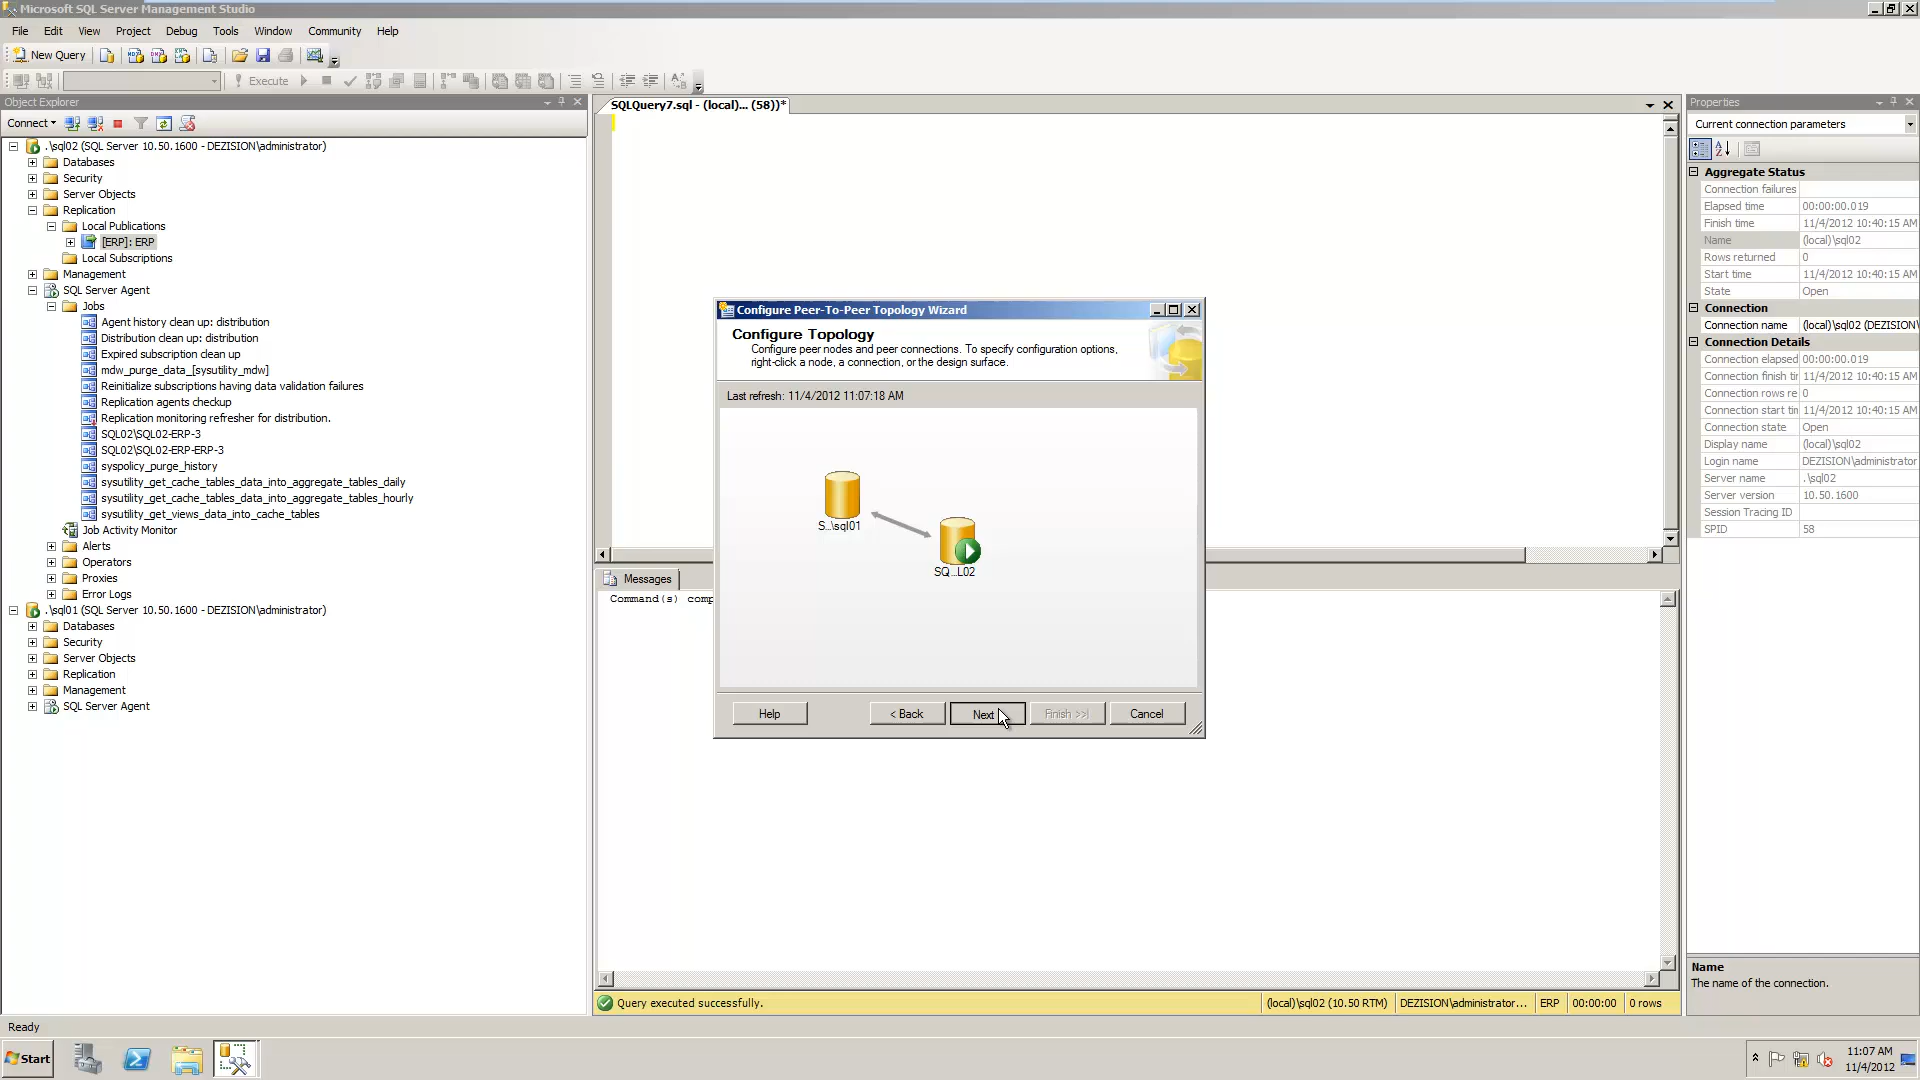 Microsoft SQL Server Management Studio
File Edit View Project Debug Tools Window Community Help
New Query
Execute
Object Explorer
Connect
.\sql02 (SQL Server 10.50.1600 - DEZISION\administrator)
Databases
Security
Server Objects
Replication
Local Publications
[ERP]: ERP
Local Subscriptions
Management
SQL Server Agent
Jobs
Agent history clean up: distribution
Distribution clean up: distribution
Expired subscription clean up
mdw_purge_data_[sysutility_mdw]
Reinitialize subscriptions having data validation failures
Replication agents checkup
Replication monitoring refresher for distribution.
SQL02\SQL02-ERP-3
SQL02\SQL02-ERP-ERP-3
syspolicy_purge_history
sysutility_get_cache_tables_data_into_aggregate_tables_daily
sysutility_get_cache_tables_data_into_aggregate_tables_hourly
sysutility_get_views_data_into_cache_tables
Job Activity Monitor
Alerts
Operators
Proxies
Error Logs
.\sql01 (SQL Server 10.50.1600 - DEZISION\administrator)
Databases
Security
Server Objects
Replication
Management
SQL Server Agent
SQLQuery7.sql - (local)... (58))*
Configure Peer-To-Peer Topology Wizard
Configure Topology
Configure peer nodes and peer connections. To specify configuration options,
right-click a node, a connection, or the design surface.
Last refresh: 11/4/2012 11:07:18 AM
S...\sql01
SQ...L02
Help < Back Next Finish >>| Cancel
Messages
Command(s) comp
Query executed successfully.
(local)\sql02 (10.50 RTM) DEZISION\administrator... ERP 00:00:00 0 rows
Properties
Current connection parameters
Aggregate Status
Connection failures
Elapsed time 00:00:00.019
Finish time 11/4/2012 10:40:15 AM
Name (local)\sql02
Rows returned 0
Start time 11/4/2012 10:40:15 AM
State Open
Connection
Connection name (local)\sql02 (DEZISION\
Connection Details
Connection elapsed 00:00:00.019
Connection finish tir 11/4/2012 10:40:15 AM
Connection rows re 0
Connection start tin 11/4/2012 10:40:15 AM
Connection state Open
Display name (local)\sql02
Login name DEZISION\administrator
Server name .\sql02
Server version 10.50.1600
Session Tracing ID
SPID 58
Name
The name of the connection.
Ready
Start
11:07 AM
11/4/2012